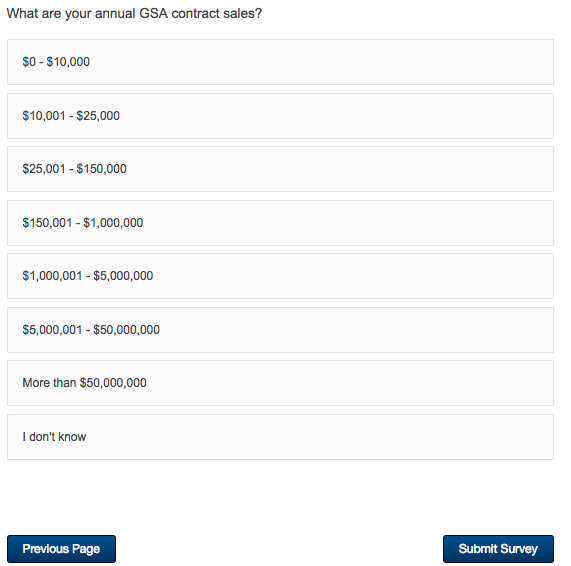 What are your annual GSA contract sales?
$0 - $10,000
$10,001 - $25,000
$25,001 - $150,000
$150,001 - $1,000,000
$1,000,001 - $5,000,000
$5,000,001 - $50,000,000
More than $50,000,000
I don't know
Previous Page
Submit Survey